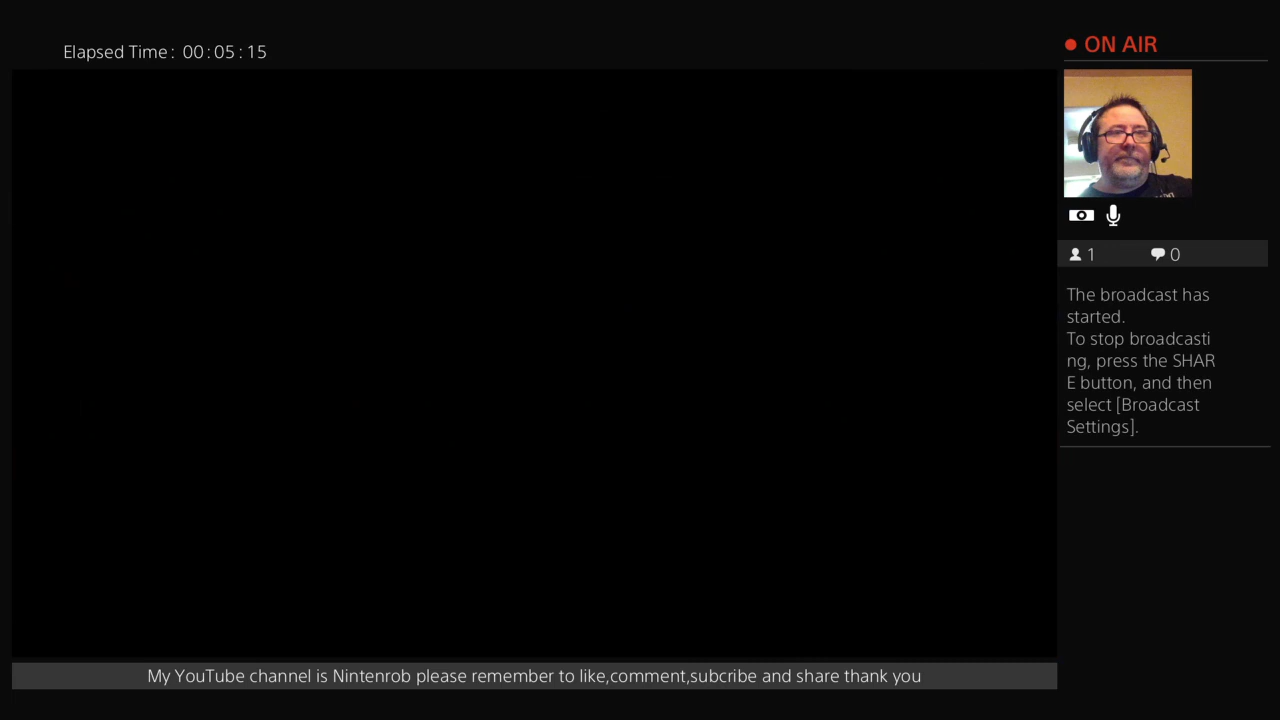 Elapsed Time: 00:05:15
ON AIR
1 0
The broadcast has
started.
To stop broadcasti
ng, press the SHAR
E button, and then
select [Broadcast
Settings].
My YouTube channel is Nintenrob please remember to like,comment,subcribe and share thank you